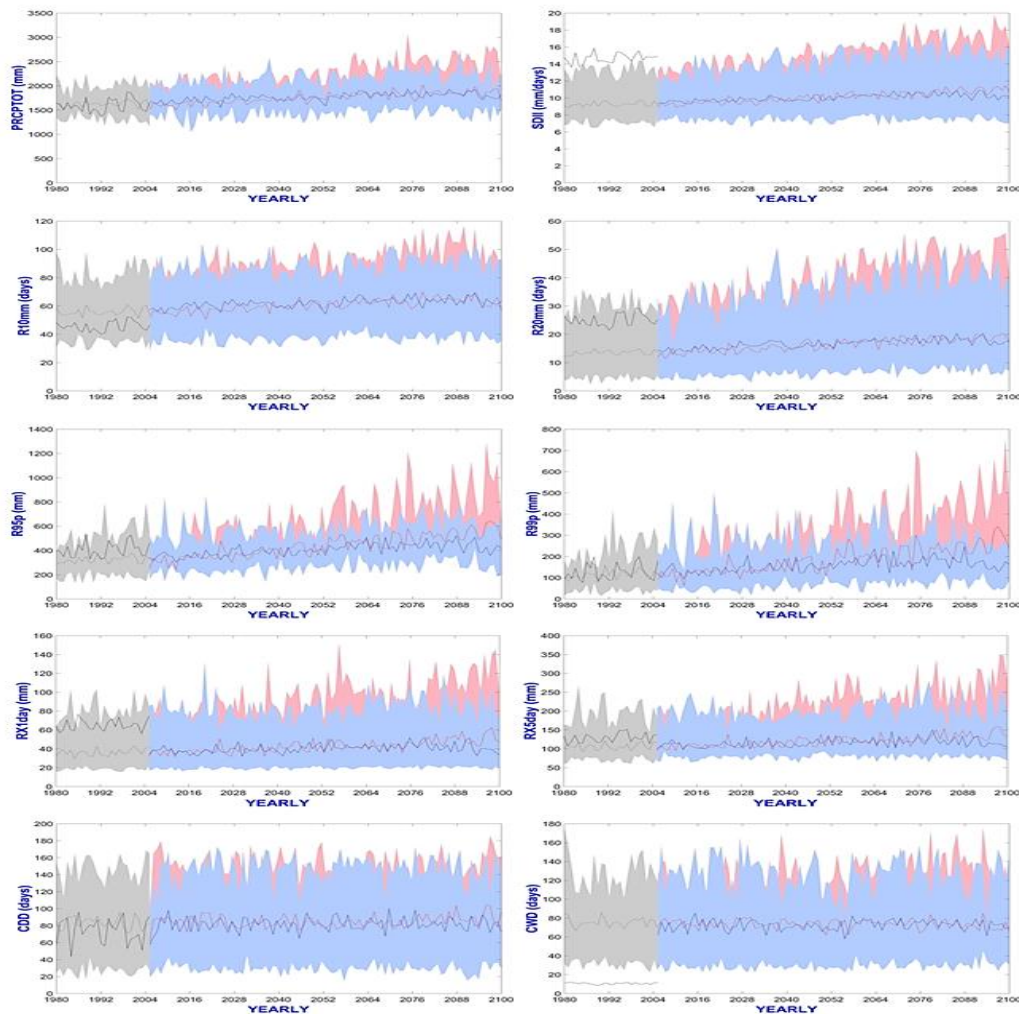 PRCPTOT (mm)
3500
3000
2500
2000
1500
1000
500
0
1980 1992 2004 2016 2028 2040 2052 2064 2076 2088 2100
YEARLY
SDII (mm/days)
20
18
16
14
12
10
8
6
4
2
0
1980 1992 2004 2016 2028 2040 2052 2064 2076 2088 2100
YEARLY
R10mm (days)
120
100
80
60
40
20
0
1980 1992 2004 2016 2028 2040 2052 2064 2076 2088 2100
YEARLY
R20mm (days)
60
50
40
30
20
10
0
1980 1992 2004 2016 2028 2040 2052 2064 2076 2088 2100
YEARLY
R95p (mm)
1400
1200
1000
800
600
400
200
0
1980 1992 2004 2016 2028 2040 2052 2064 2076 2088 2100
YEARLY
R99p (mm)
800
700
600
500
400
300
200
100
0
1980 1992 2004 2016 2028 2040 2052 2064 2076 2088 2100
YEARLY
RX1day (mm)
160
140
120
100
80
60
40
20
0
1980 1992 2004 2016 2028 2040 2052 2064 2076 2088 2100
YEARLY
RX5day (mm)
400
350
300
250
200
150
100
50
0
1980 1992 2004 2016 2028 2040 2052 2064 2076 2088 2100
YEARLY
CDD (days)
200
180
160
140
120
100
80
60
40
20
0
1980 1992 2004 2016 2028 2040 2052 2064 2076 2088 2100
YEARLY
CWD (days)
180
160
140
120
100
80
60
40
20
0
1980 1992 2004 2016 2028 2040 2052 2064 2076 2088 2100
YEARLY